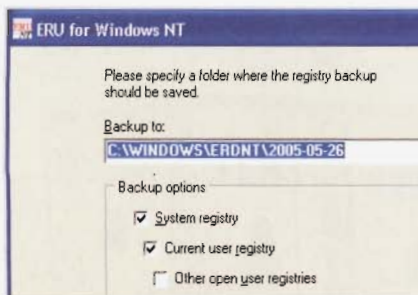 ERU for Windows NT
Please specify a folder where the registry backup
should be saved.
Backup to:
C:\WINDOWS\ERDNT\2005-05-26
Backup options
System registry
Current user registry
Other open user registries